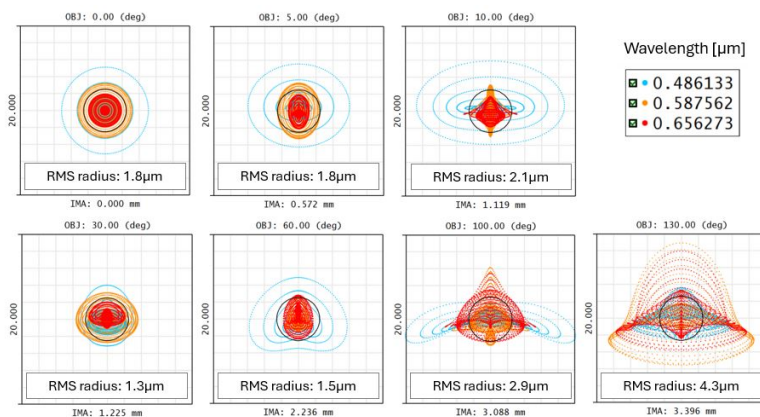 OBJ: 0.00 (deg)
20.000
RMS radius: 1.8µm
IMA: 0.000 mm
OBJ: 5.00 (deg)
20.000
RMS radius: 1.8µm
IMA: 0.572 mm
OBJ: 10.00 (deg)
20.000
RMS radius: 2.1µm
IMA: 1.119 mm
Wavelength [µm]
0.486133
0.587562
0.656273
OBJ: 30.00 (deg)
20.000
RMS radius: 1.3µm
IMA: 1.225 mm
OBJ: 60.00 (deg)
20.000
RMS radius: 1.5µm
IMA: 2.236 mm
OBJ: 100.00 (deg)
20.000
RMS radius: 2.9µm
IMA: 3.088 mm
OBJ: 130.00 (deg)
20.000
RMS radius: 4.3µm
IMA: 3.396 mm